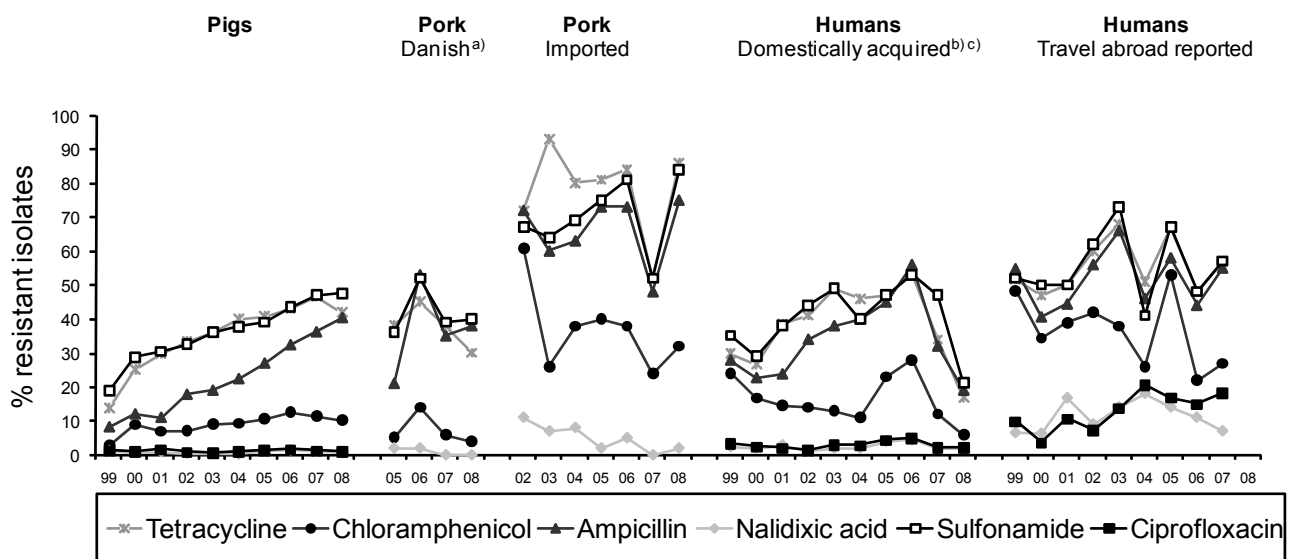 Pigs
Pork
Danish a)
Pork
Imported
Humans
Domestically acquired b) c)
Humans
Travel abroad reported
% resistant isolates
100
90
80
70
60
50
40
30
20
10
0
99 00 01 02 03 04 05 06 07 08
05 06 07 08
02 03 04 05 06 07 08
99 00 01 02 03 04 05 06 07 08
99 00 01 02 03 04 05 06 07 08
Tetracycline Chloramphenicol Ampicillin Nalidixic acid Sulfonamide Ciprofloxacin